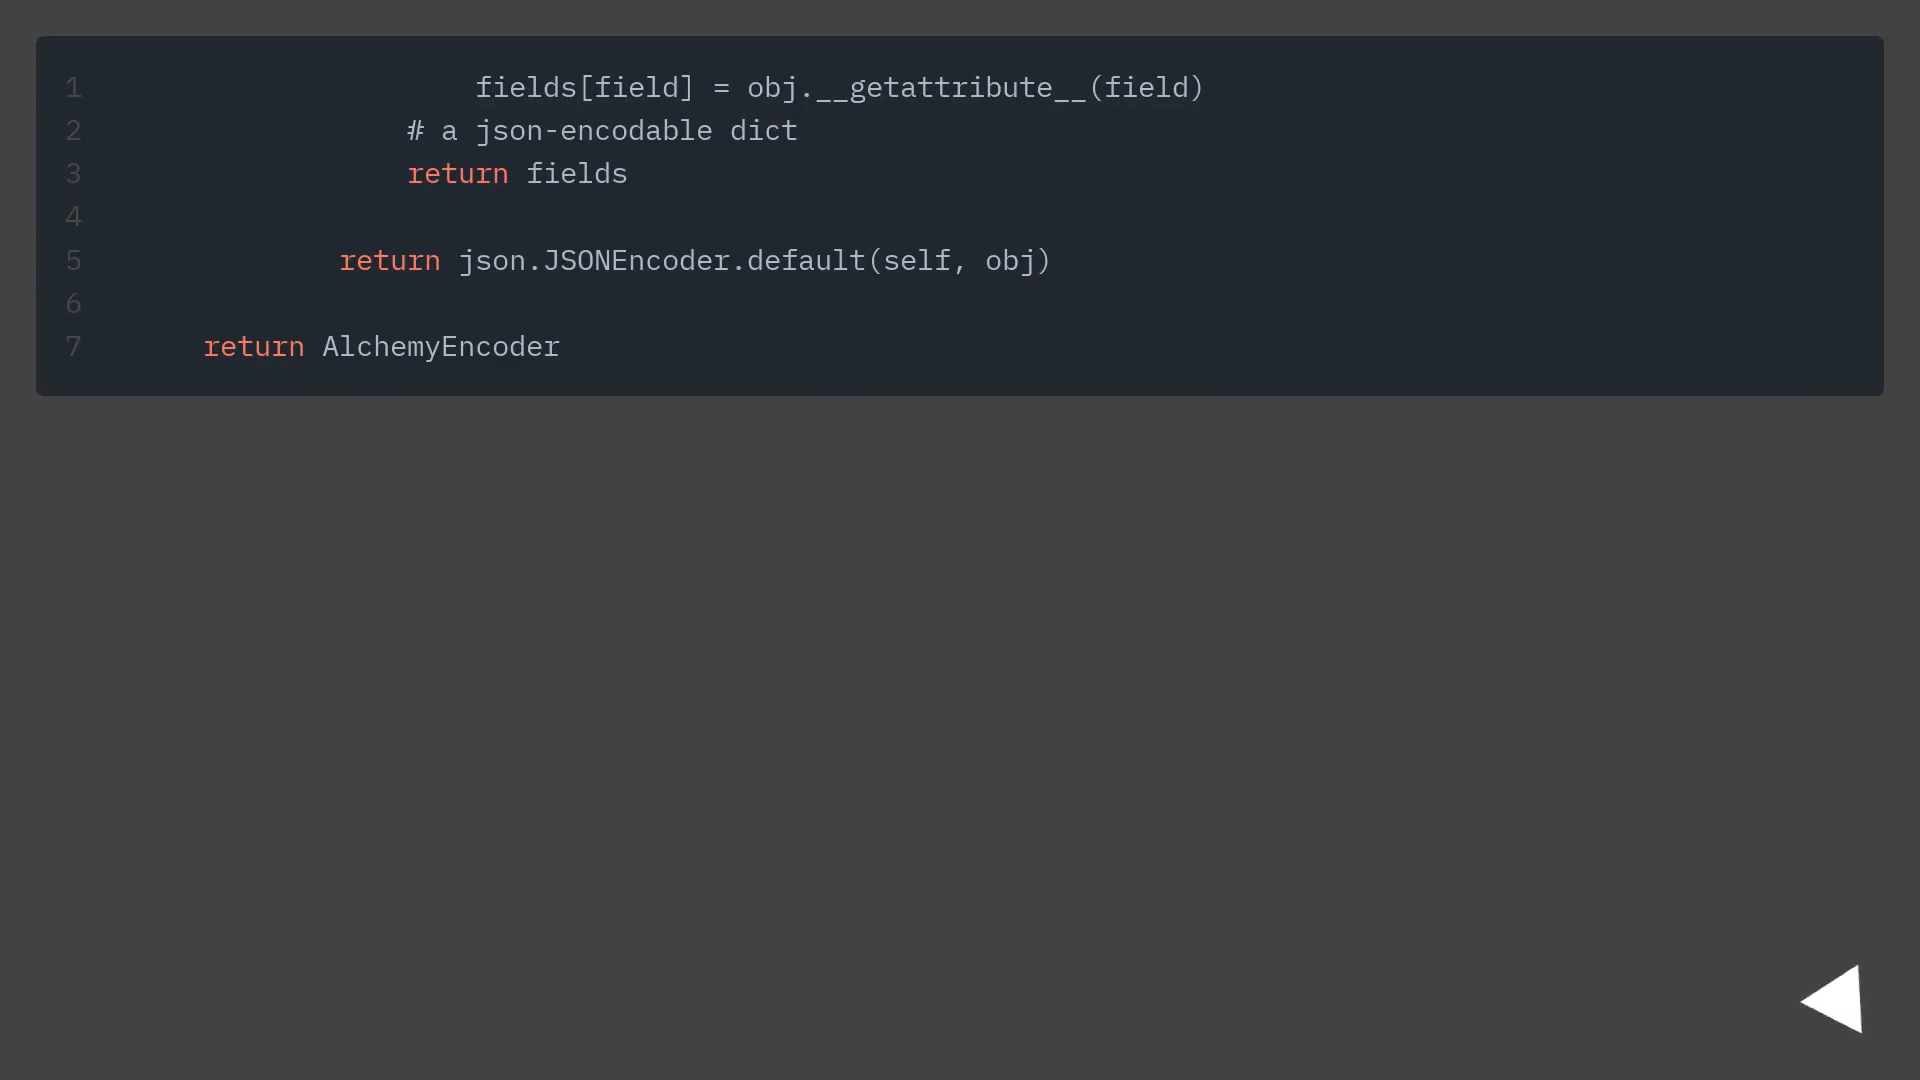 1 fields[field] = obj.__getattribute__(field)
2 # a json-encodable dict
3 return fields
4
5 return json.JSONEncoder.default(self, obj)
6
7 return AlchemyEncoder